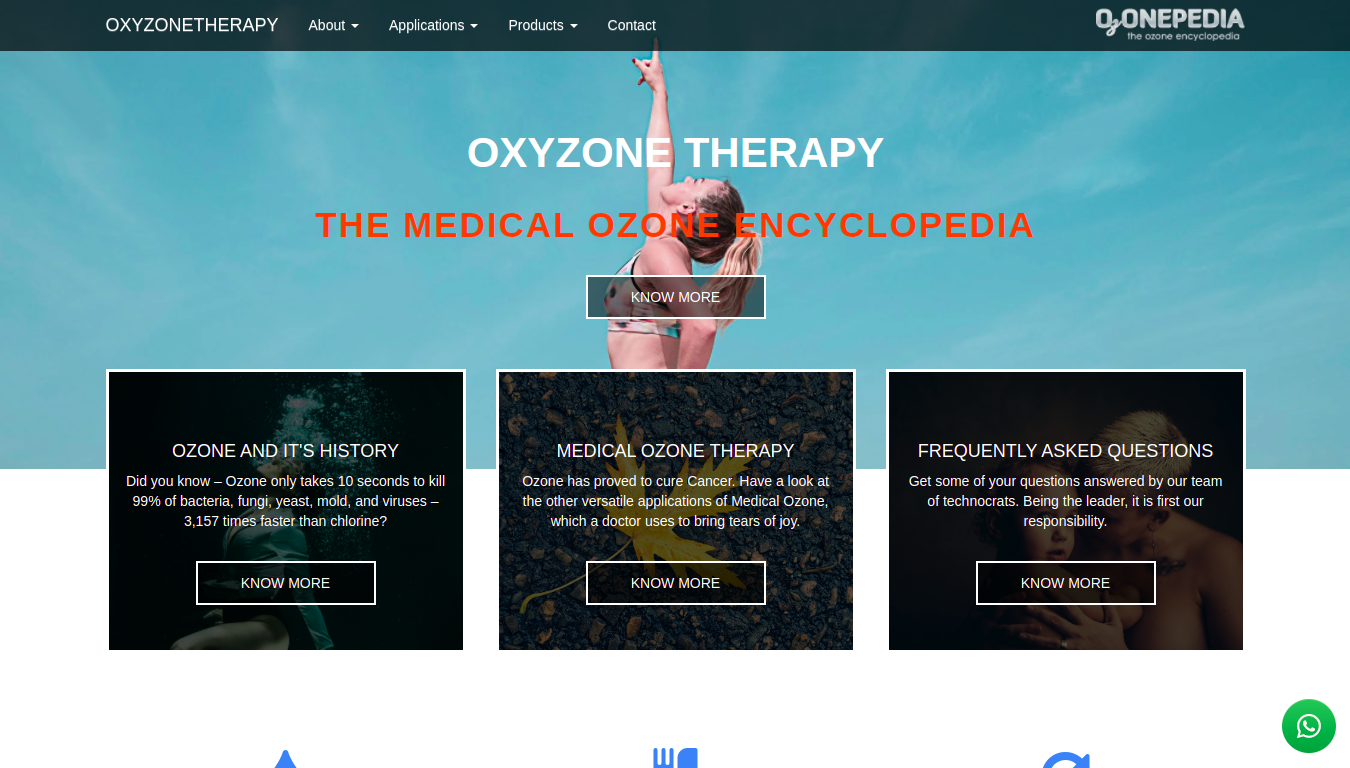 OXYZONETHERAPY About Applications Products Contact
OZONEPEDIA
the ozone encyclopedia
OXYZONE THERAPY
THE MEDICAL OZONE ENCYCLOPEDIA
KNOW MORE
OZONE AND IT'S HISTORY
Did you know – Ozone only takes 10 seconds to kill
99% of bacteria, fungi, yeast, mold, and viruses –
3,157 times faster than chlorine?
KNOW MORE
MEDICAL OZONE THERAPY
Ozone has proved to cure Cancer. Have a look at
the other versatile applications of Medical Ozone,
which a doctor uses to bring tears of joy.
KNOW MORE
FREQUENTLY ASKED QUESTIONS
Get some of your questions answered by our team
of technocrats. Being the leader, it is first our
responsibility.
KNOW MORE